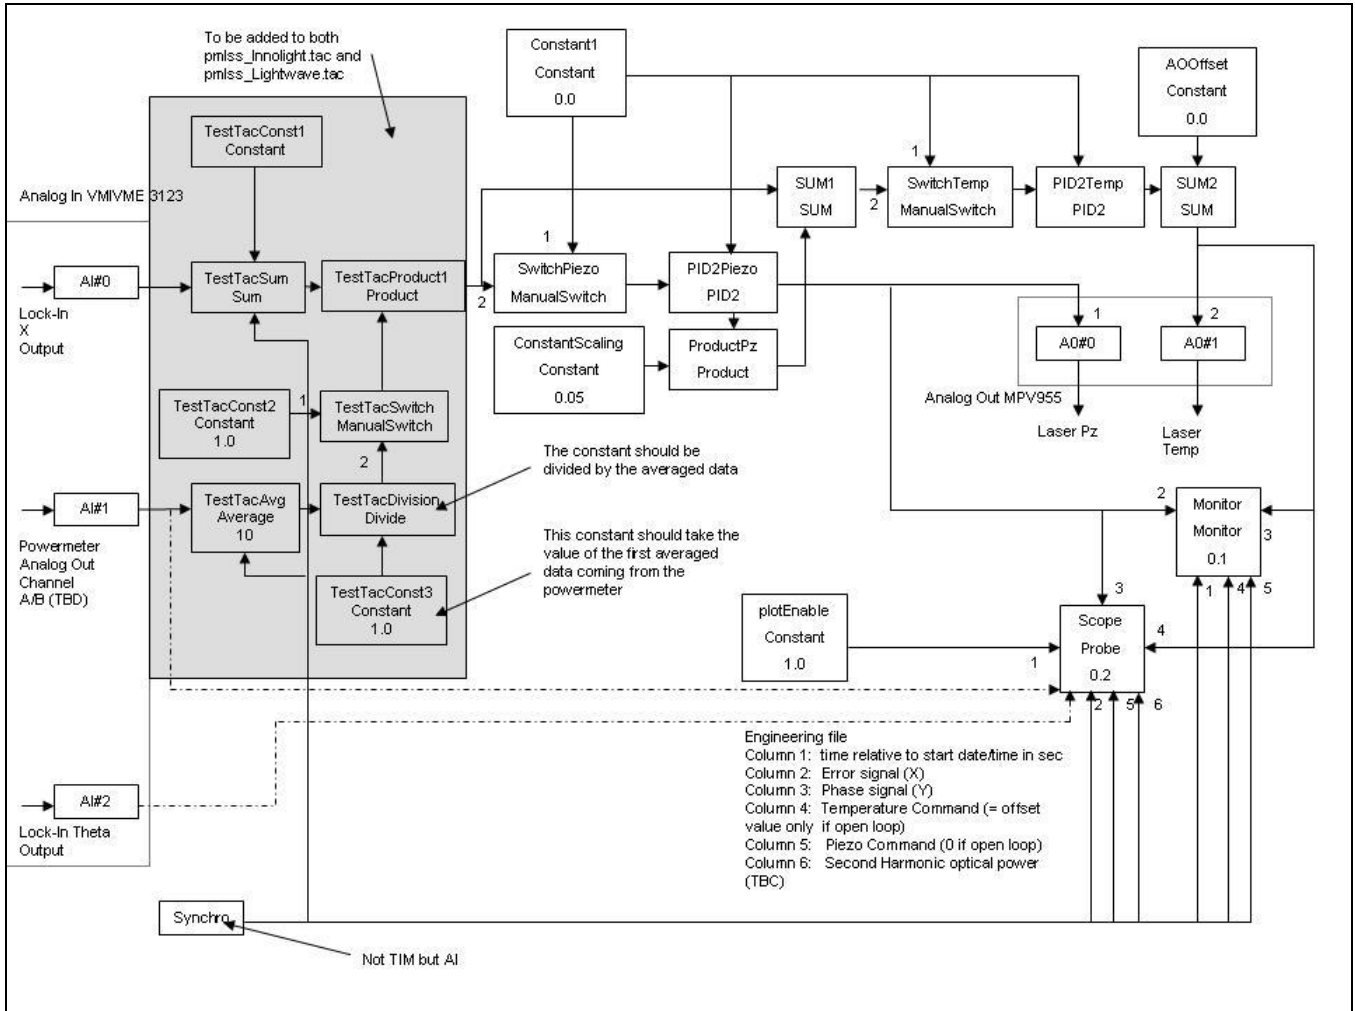 To be added to both
pmlss_Innolight.tac and
pmlss_Lightwave.tac
Constant1
Constant
0.0
AOOffset
Constant
0.0
TestTacConst1
Constant
Analog In VMIVME 3123
1
SUM1
SUM
2
SwitchTemp
ManualSwitch
PID2Temp
PID2
SUM2
SUM
AI#0
Lock-In
X
Output
TestTacSum
Sum
TestTacProduct1
Product
2
1
SwitchPiezo
ManualSwitch
PID2Piezo
PID2
ConstantScaling
Constant
0.05
ProductPz
Product
1
2
A0#0
A0#1
Analog Out MPV955
Laser Pz
Laser
Temp
TestTacConst2
Constant
1.0
1
TestTacSwitch
ManualSwitch
2
The constant should be
divided by the averaged data
AI#1
Powermeter
Analog Out
Channel
A/B (TBD)
TestTacAvg
Average
10
TestTacDivision
Divide
This constant should take the
value of the first averaged
data coming from the
powermeter
TestTacConst3
Constant
1.0
2
Monitor
Monitor
0.1
3
1
4
5
plotEnable
Constant
1.0
1
3
Scope
Probe
0.2
4
2
5
6
Engineering file
Column 1: time relative to start date/time in sec
Column 2: Error signal (X)
Column 3: Phase signal (Y)
Column 4: Temperature Command (= offset
value only if open loop)
Column 5: Piezo Command (0 if open loop)
Column 6: Second Harmonic optical power
(TBC)
AI#2
Lock-In Theta
Output
Synchro
Not TIM but AI